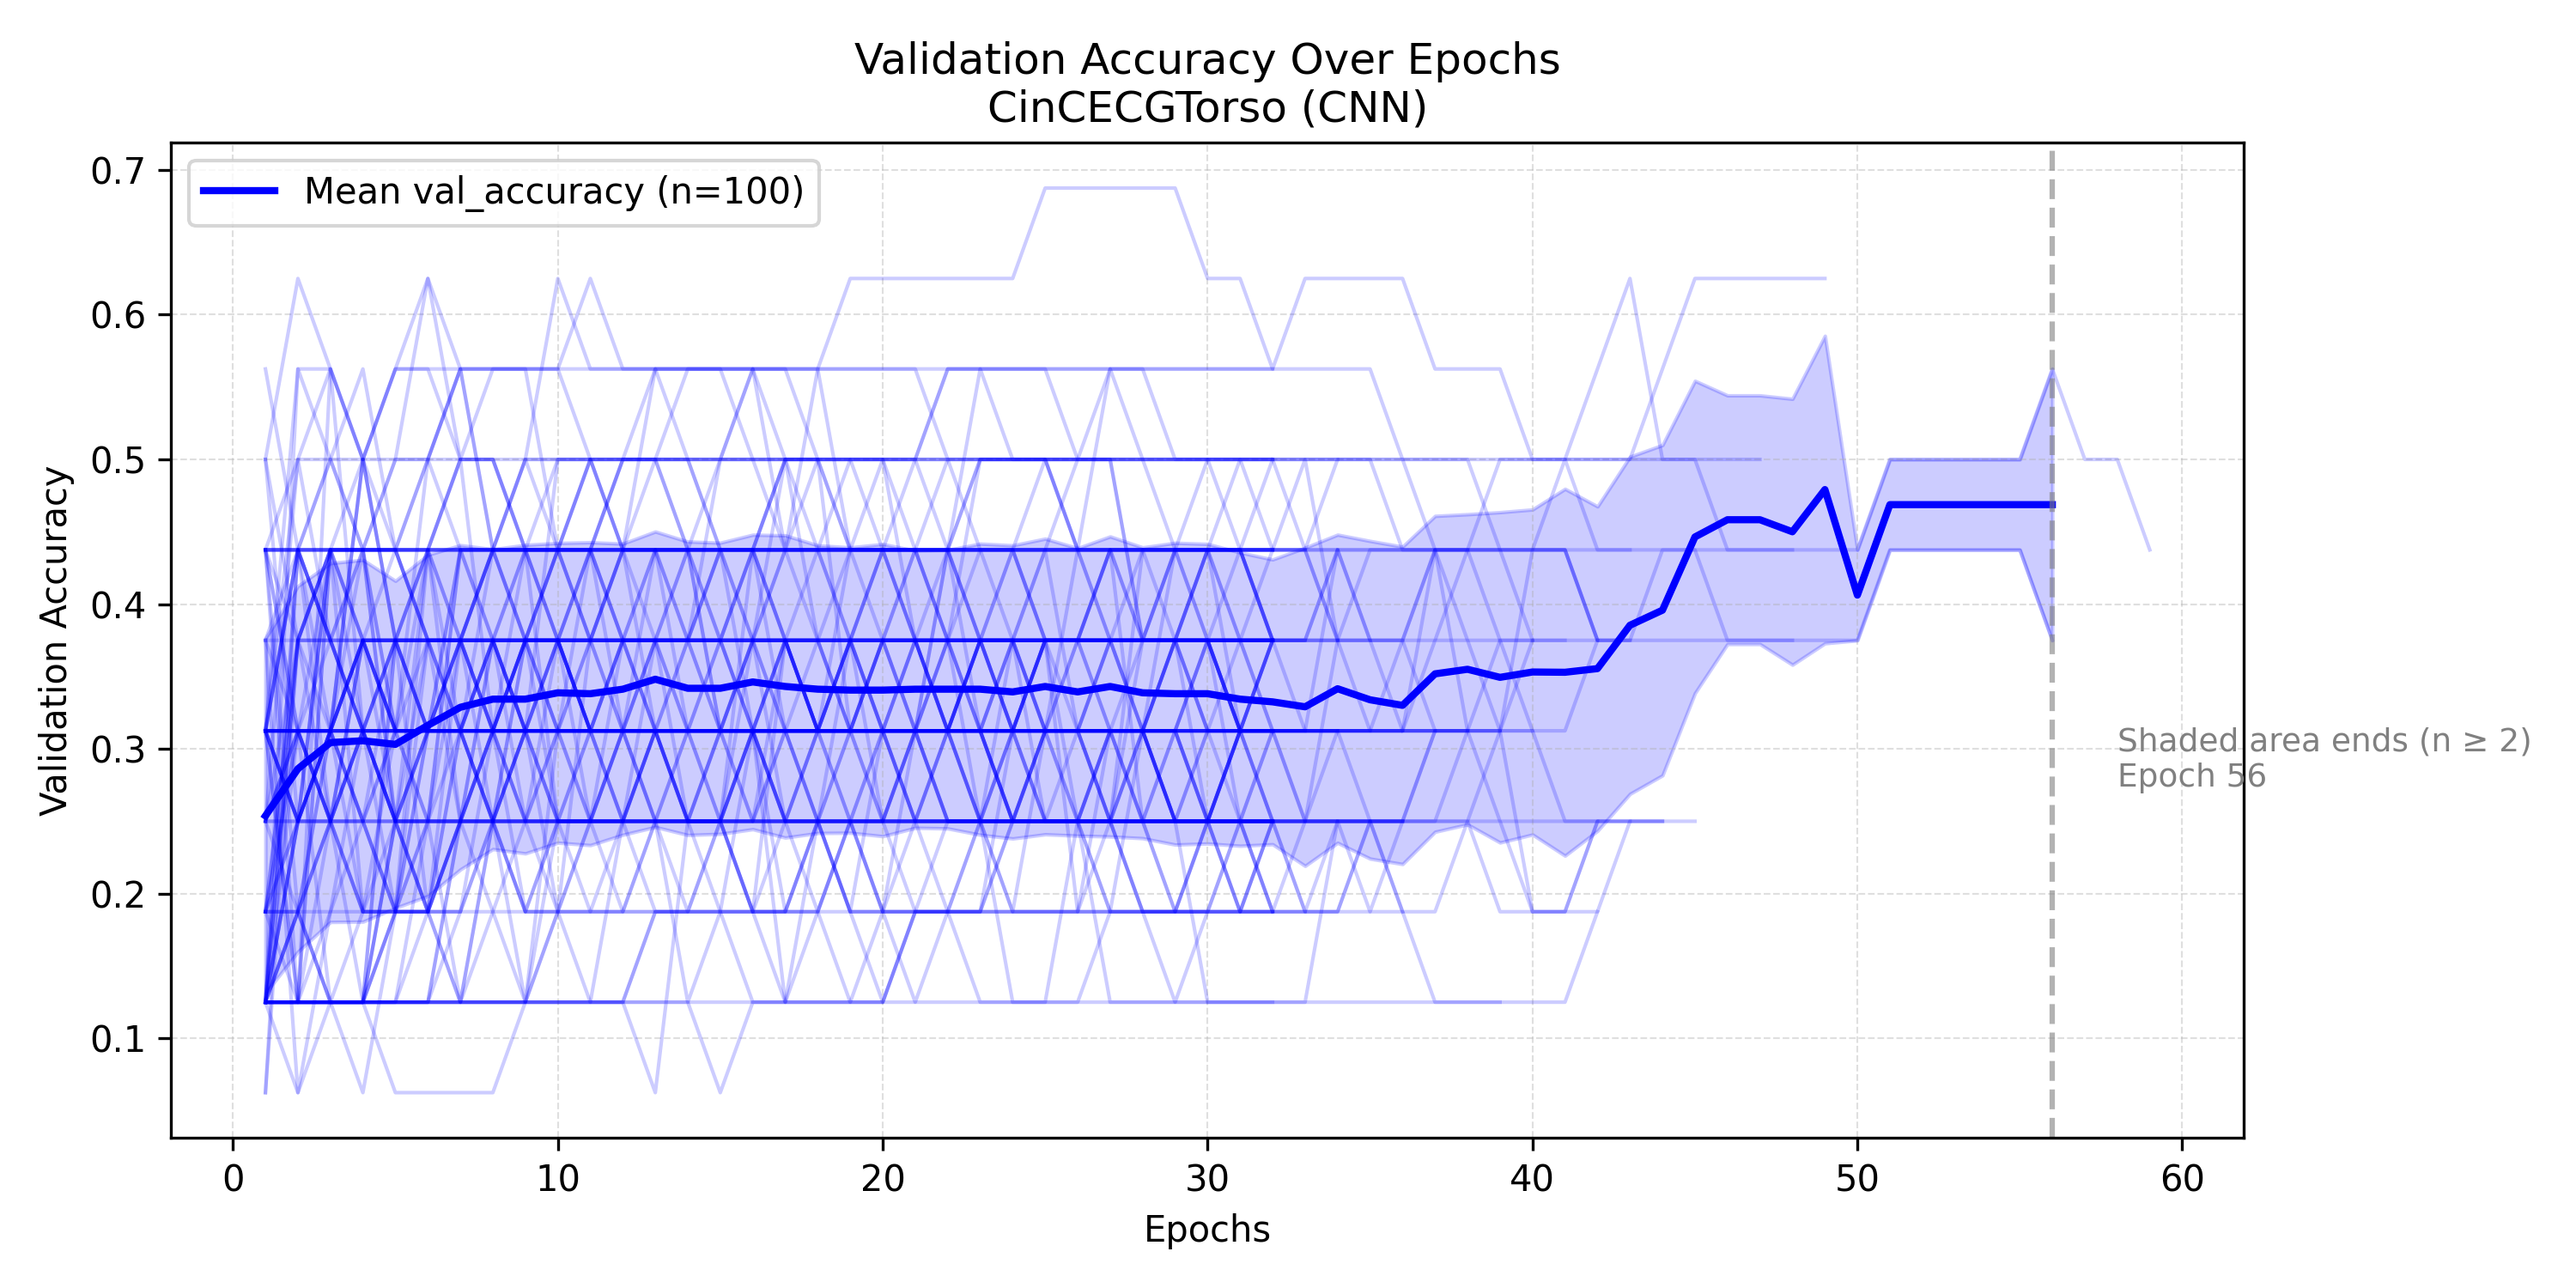 Validation Accuracy Over Epochs
CinCECGTorso (CNN)
Mean val_accuracy (n=100)
Validation Accuracy
0.7
0.6
0.5
0.4
0.3
0.2
0.1
Shaded area ends (n ≥ 2)
Epoch 56
0 10 20 30 40 50 60
Epochs